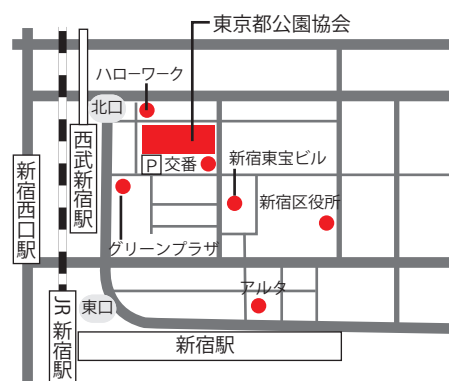 東京都公園協会
ハローワーク
北口
西武新宿駅
P 交番
新宿東宝ビル
新宿西口駅
新宿区役所
グリーンプラザ
アルタ
JR新宿駅
東口
新宿駅